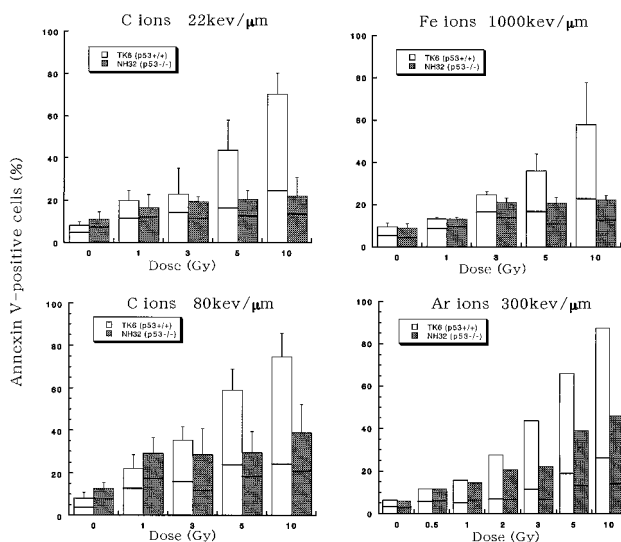 C ions 22kev/μm
TK6 (p53+/+)
NH32 (p53-/-)
100
80
60
40
20
0
0 1 3 5 10
Dose (Gy)
Fe ions 1000kev/μm
TK6 (p53+/+)
NH32 (p53-/-)
100
80
60
40
20
0
0 1 3 5 10
Dose (Gy)
Annexin V-positive cells (%)
C ions 80kev/μm
TK6 (p53+/+)
NH32 (p53-/-)
100
80
60
40
20
0
0 1 3 5 10
Dose (Gy)
Ar ions 300kev/μm
TK6 (p53+/+)
NH32 (p53-/-)
100
80
60
40
20
0
0 0.5 1 2 3 5 10
Dose (Gy)